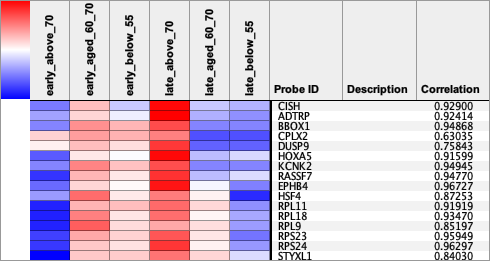 early_above_70
early_aged_60_70
early_below_55
late_above_70
late_aged_60_70
late_below_55
Probe ID Description Correlation
CISH 0.92900
ADTRP 0.92414
BBOX1 0.94868
CPLX2 0.63035
DUSP9 0.75843
HOXA5 0.91599
KCNK2 0.94945
RASSF7 0.94770
EPHB4 0.96727
HSF4 0.87253
RPL11 0.91919
RPL18 0.93470
RPL9 0.85197
RPS23 0.95949
RPS24 0.96297
STYXL1 0.84030